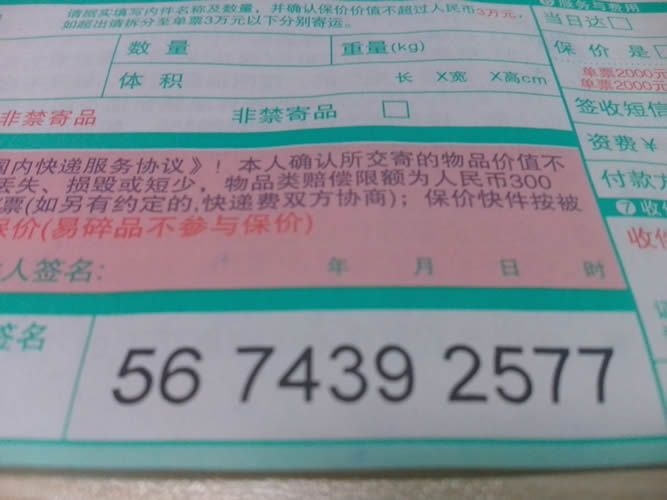 请据实填写内件名称及数量，并确认保价价值不超过人民币3万元，
如超出请拆分至单票3万元以下分别寄运。
数量
重量(kg)
体积
长 X宽 X高cm
非禁寄品
非禁寄品 □
国内快递服务协议》！本人确认所交寄的物品价值不
丢失、损毁或短少，物品类赔偿限额为人民币300
票(如另有约定的,快递费双方协商)；保价快件按被
保价(易碎品不参与保价)
人签名:
年 月 日 时
签名
56 7439 2577
服务与费用
当日达□
保价 是□
单票2000元
单票2000元
签收短信
资费￥
付款方
❼收件
收件